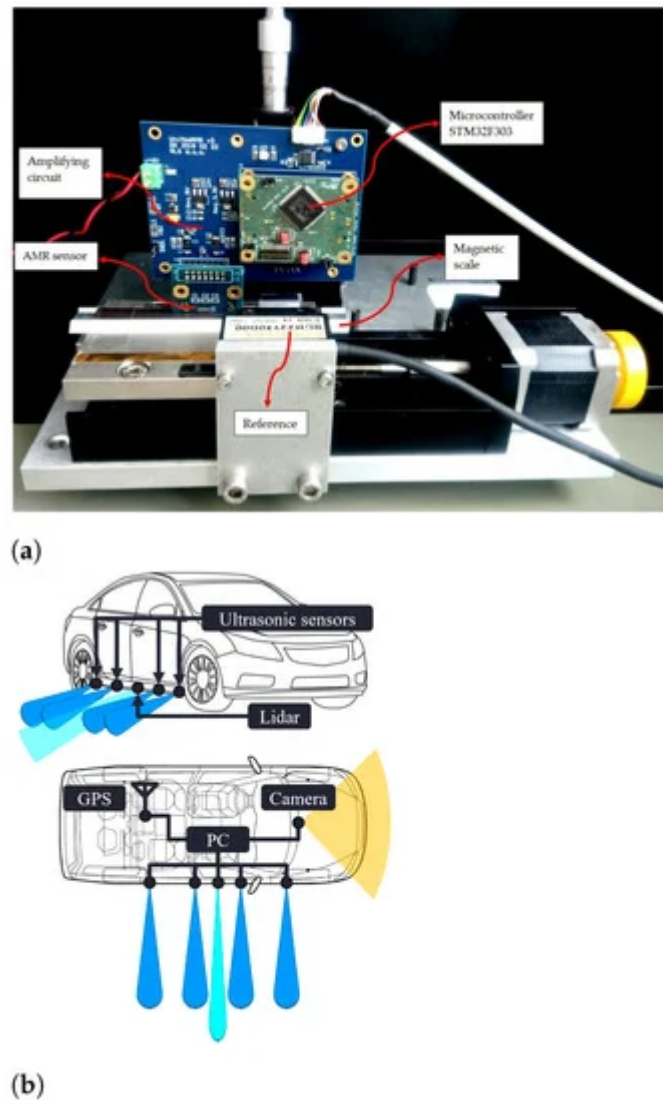 Microcontroller
STM32F303
Amplifying
circuit
AMR sensor
Magnetic
scale
Reference
(a)
Ultrasonic sensors
Lidar
GPS
Camera
PC
(b)